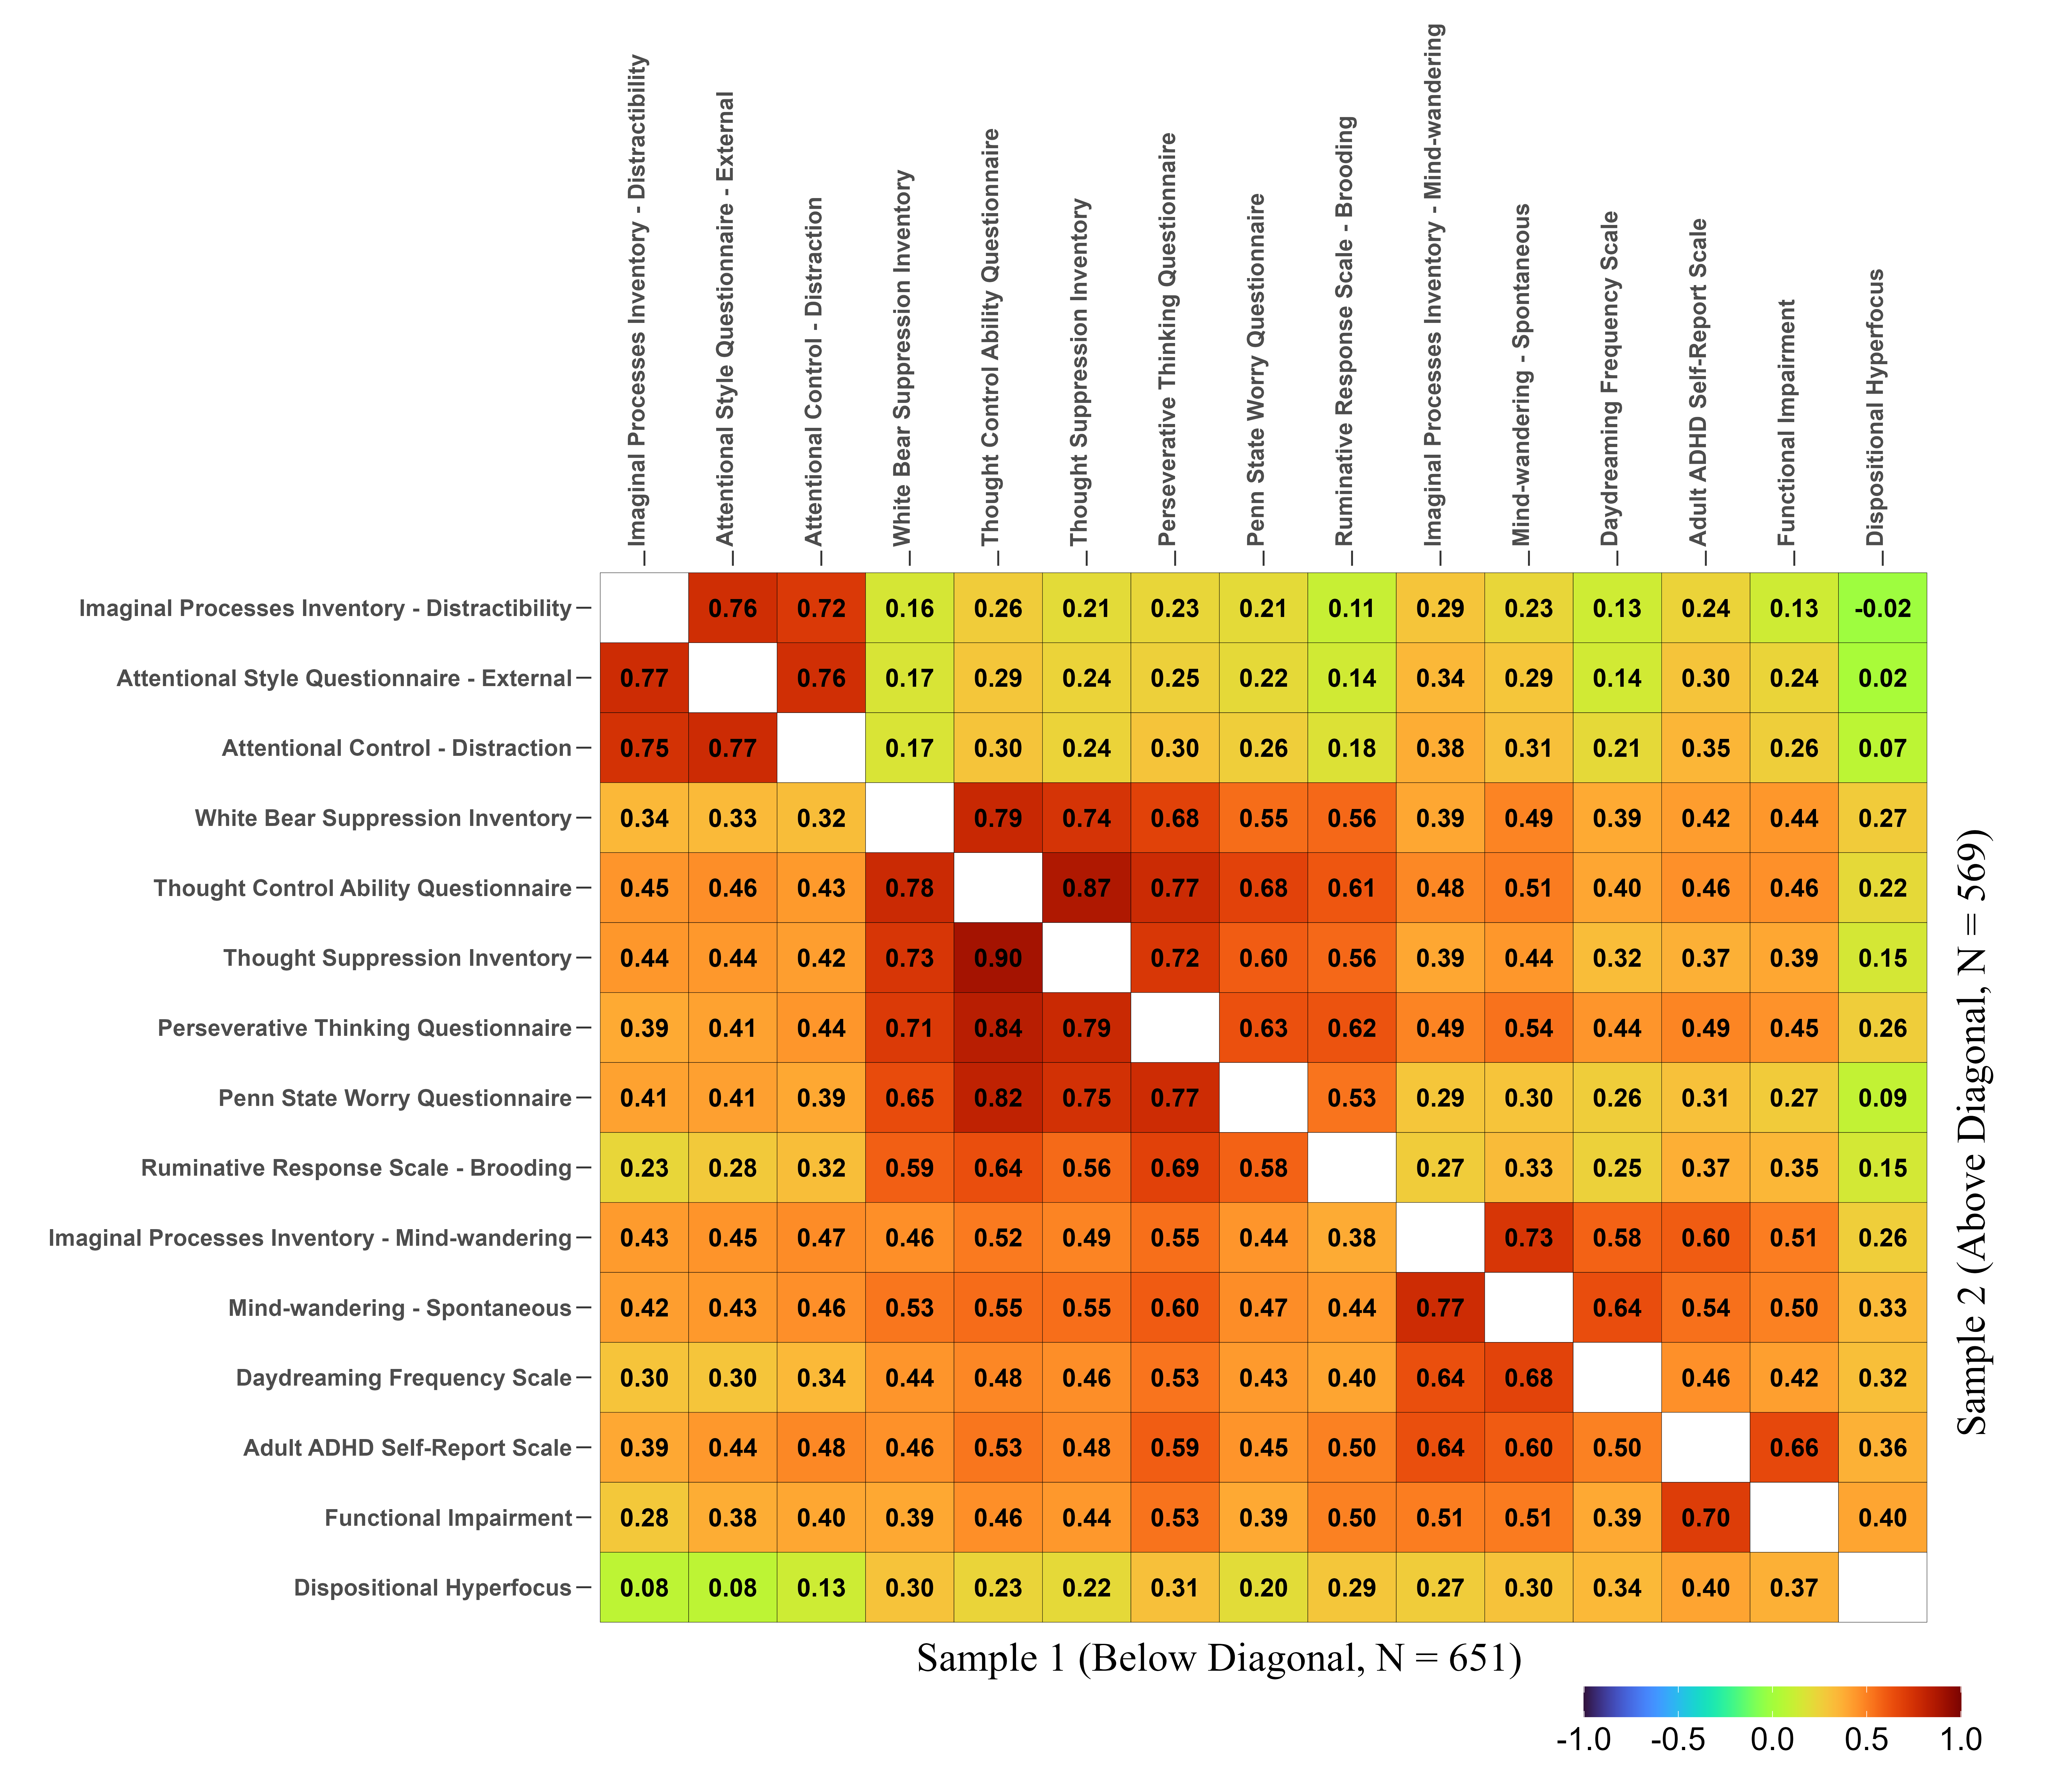 Imaginal Processes Inventory - Distractibility
Attentional Style Questionnaire - External
Attentional Control - Distraction
White Bear Suppression Inventory
Thought Control Ability Questionnaire
Thought Suppression Inventory
Perseverative Thinking Questionnaire
Penn State Worry Questionnaire
Ruminative Response Scale - Brooding
Imaginal Processes Inventory - Mind-wandering
Mind-wandering - Spontaneous
Daydreaming Frequency Scale
Adult ADHD Self-Report Scale
Functional Impairment
Dispositional Hyperfocus
Imaginal Processes Inventory - Distractibility 0.76 0.72 0.16 0.26 0.21 0.23 0.21 0.11 0.29 0.23 0.13 0.24 0.13 -0.02
Attentional Style Questionnaire - External 0.77 0.76 0.17 0.29 0.24 0.25 0.22 0.14 0.34 0.29 0.14 0.30 0.24 0.02
Attentional Control - Distraction 0.75 0.77 0.17 0.30 0.24 0.30 0.26 0.18 0.38 0.31 0.21 0.35 0.26 0.07
White Bear Suppression Inventory 0.34 0.33 0.32 0.79 0.74 0.68 0.55 0.56 0.39 0.49 0.39 0.42 0.44 0.27
Thought Control Ability Questionnaire 0.45 0.46 0.43 0.78 0.87 0.77 0.68 0.61 0.48 0.51 0.40 0.46 0.46 0.22
Thought Suppression Inventory 0.44 0.44 0.42 0.73 0.90 0.72 0.60 0.56 0.39 0.44 0.32 0.37 0.39 0.15
Perseverative Thinking Questionnaire 0.39 0.41 0.44 0.71 0.84 0.79 0.63 0.62 0.49 0.54 0.44 0.49 0.45 0.26
Penn State Worry Questionnaire 0.41 0.41 0.39 0.65 0.82 0.75 0.77 0.53 0.29 0.30 0.26 0.31 0.27 0.09
Ruminative Response Scale - Brooding 0.23 0.28 0.32 0.59 0.64 0.56 0.69 0.58 0.27 0.33 0.25 0.37 0.35 0.15
Imaginal Processes Inventory - Mind-wandering 0.43 0.45 0.47 0.46 0.52 0.49 0.55 0.44 0.38 0.73 0.58 0.60 0.51 0.26
Mind-wandering - Spontaneous 0.42 0.43 0.46 0.53 0.55 0.55 0.60 0.47 0.44 0.77 0.64 0.54 0.50 0.33
Daydreaming Frequency Scale 0.30 0.30 0.34 0.44 0.48 0.46 0.53 0.43 0.40 0.64 0.68 0.46 0.42 0.32
Adult ADHD Self-Report Scale 0.39 0.44 0.48 0.46 0.53 0.48 0.59 0.45 0.50 0.64 0.60 0.50 0.66 0.36
Functional Impairment 0.28 0.38 0.40 0.39 0.46 0.44 0.53 0.39 0.50 0.51 0.51 0.39 0.70 0.40
Dispositional Hyperfocus 0.08 0.08 0.13 0.30 0.23 0.22 0.31 0.20 0.29 0.27 0.30 0.34 0.40 0.37
Sample 2 (Above Diagonal, N = 569)
Sample 1 (Below Diagonal, N = 651)
-1.0 -0.5 0.0 0.5 1.0